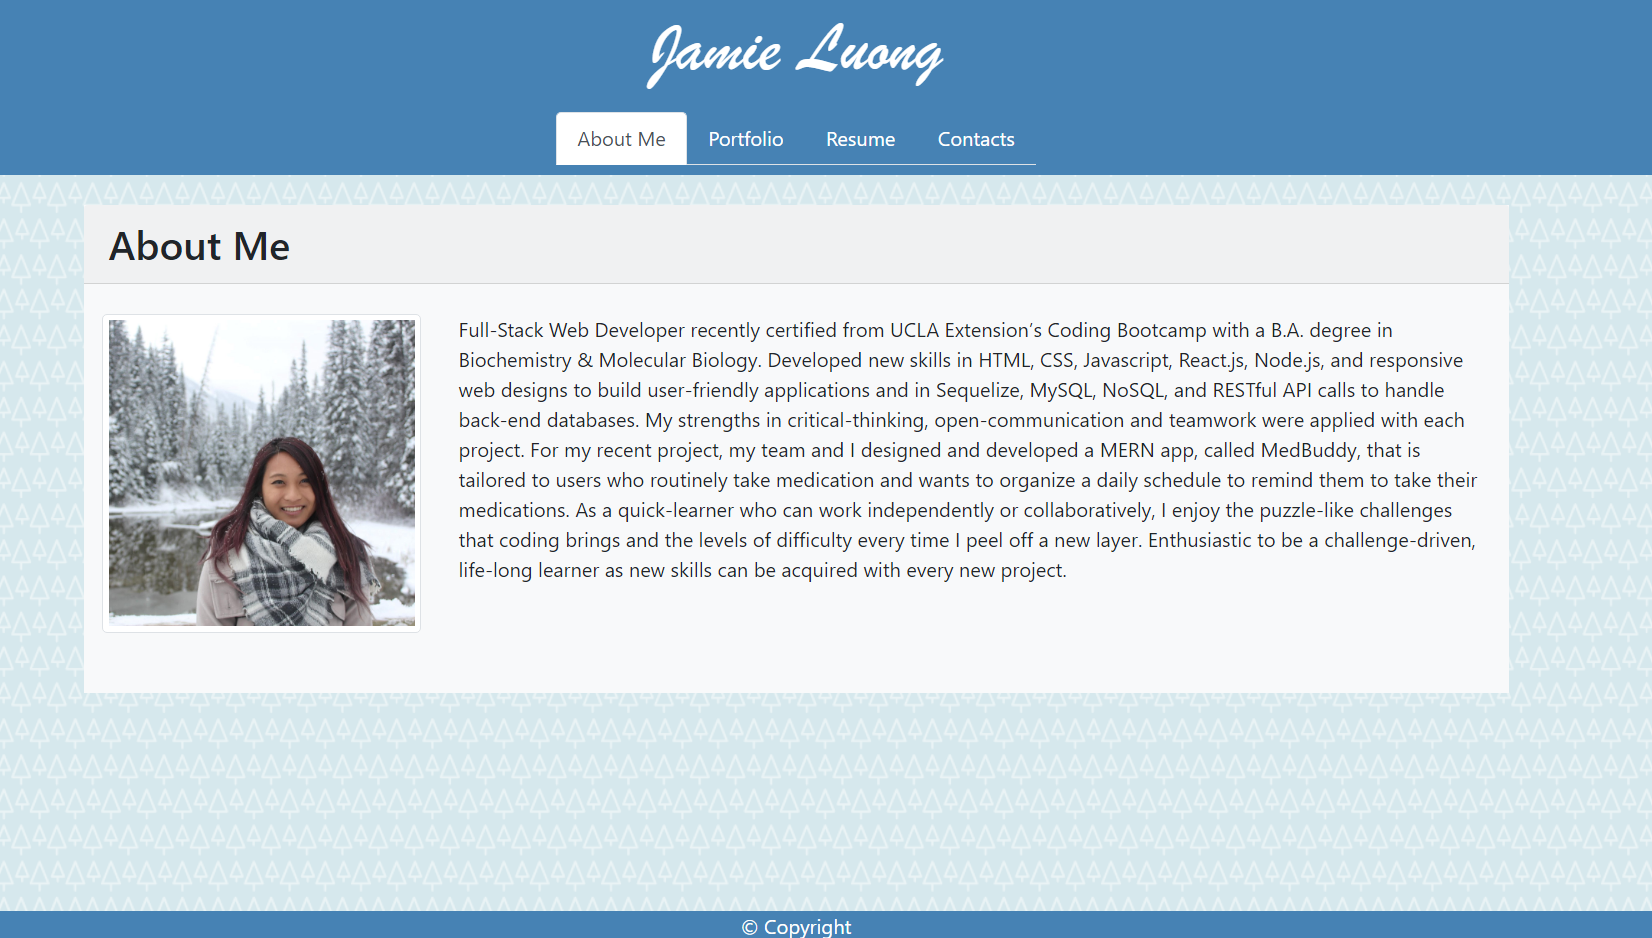 Jamie Luong
About Me Portfolio Resume Contacts
About Me
Full-Stack Web Developer recently certified from UCLA Extension’s Coding Bootcamp with a B.A. degree in
Biochemistry & Molecular Biology. Developed new skills in HTML, CSS, Javascript, React.js, Node.js, and responsive
web designs to build user-friendly applications and in Sequelize, MySQL, NoSQL, and RESTful API calls to handle
back-end databases. My strengths in critical-thinking, open-communication and teamwork were applied with each
project. For my recent project, my team and I designed and developed a MERN app, called MedBuddy, that is
tailored to users who routinely take medication and wants to organize a daily schedule to remind them to take their
medications. As a quick-learner who can work independently or collaboratively, I enjoy the puzzle-like challenges
that coding brings and the levels of difficulty every time I peel off a new layer. Enthusiastic to be a challenge-driven,
life-long learner as new skills can be acquired with every new project.
© Copyright